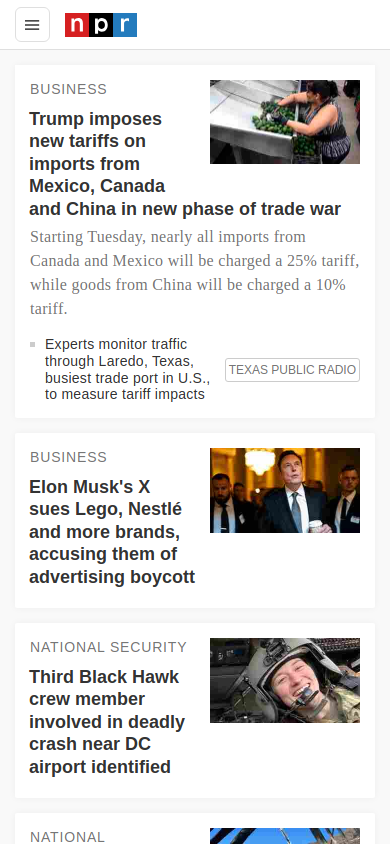 npr
BUSINESS
Trump imposes
new tariffs on
imports from
Mexico, Canada
and China in new phase of trade war
Starting Tuesday, nearly all imports from
Canada and Mexico will be charged a 25% tariff,
while goods from China will be charged a 10%
tariff.
Experts monitor traffic
through Laredo, Texas,
busiest trade port in U.S.,
to measure tariff impacts
TEXAS PUBLIC RADIO
BUSINESS
Elon Musk's X
sues Lego, Nestlé
and more brands,
accusing them of
advertising boycott
NATIONAL SECURITY
Third Black Hawk
crew member
involved in deadly
crash near DC
airport identified
NATIONAL